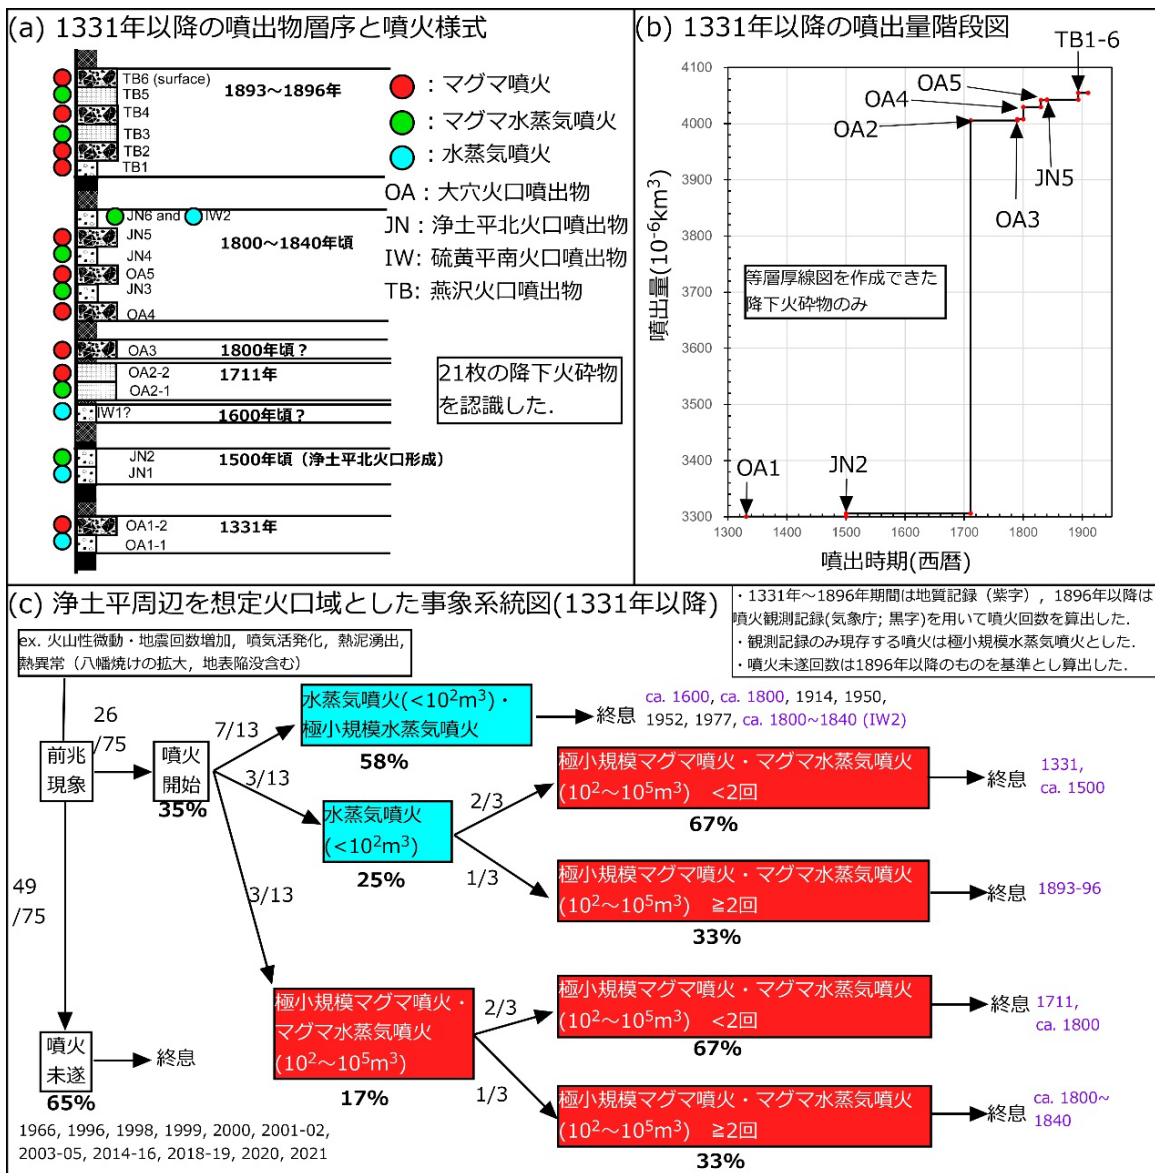 (a) 1331年以降の噴出物層序と噴火様式
TB6 (surface)
TB5
TB4
TB3
TB2
TB1
1893～1896年
JN6 and IW2
JN5
JN4
OA5
JN3
OA4
1800～1840年頃
OA3
1800年頃？
OA2-2
OA2-1
1711年
IW1?
1600年頃？
JN2
JN1
1500年頃（浄土平北火口形成）
OA1-2
OA1-1
1331年
：マグマ噴火
：マグマ水蒸気噴火
：水蒸気噴火
OA：大穴火口噴出物
JN：浄土平北火口噴出物
IW: 硫黄平南火口噴出物
TB: 燕沢火口噴出物
21枚の降下火砕物
を認識した.
(b) 1331年以降の噴出量階段図
TB1-6
OA5
OA4
OA2
JN5
OA3
OA1
JN2
等層厚線図を作成できた
降下火砕物のみ
噴出量(10⁻⁶km³)
4100
4000
3900
3800
3700
3600
3500
3400
3300
1300 1400 1500 1600 1700 1800 1900
噴出時期(西暦)
(c) 浄土平周辺を想定火口域とした事象系統図(1331年以降)
・1331年～1896年期間は地質記録（紫字）, 1896年以降は
噴火観測記録(気象庁; 黒字)を用いて噴火回数を算出した.
・観測記録のみ現存する噴火は極小規模水蒸気噴火とした.
・噴火未遂回数は1896年以降のものを基準とし算出した.
ex. 火山性微動・地震回数増加, 噴気活発化, 熱泥湧出,
熱異常（八幡焼けの拡大, 地表陥没含む）
前兆
現象
26
/75
噴火
開始
35%
49
/75
噴火
未遂
65%
終息
1966, 1996, 1998, 1999, 2000, 2001-02,
2003-05, 2014-16, 2018-19, 2020, 2021
7/13
水蒸気噴火(<10²m³)・
極小規模水蒸気噴火
58%
終息
ca. 1600, ca. 1800, 1914, 1950,
1952, 1977, ca. 1800~1840 (IW2)
3/13
水蒸気噴火
(<10²m³)
25%
2/3
極小規模マグマ噴火・マグマ水蒸気噴火
(10²～10⁵m³) <2回
67%
終息
1331,
ca. 1500
1/3
極小規模マグマ噴火・マグマ水蒸気噴火
(10²～10⁵m³) ≧2回
33%
終息
1893-96
3/13
極小規模マグマ噴火・
マグマ水蒸気噴火
(10²～10⁵m³)
17%
2/3
極小規模マグマ噴火・マグマ水蒸気噴火
(10²～10⁵m³) <2回
67%
終息
1711,
ca. 1800
1/3
極小規模マグマ噴火・マグマ水蒸気噴火
(10²～10⁵m³) ≧2回
33%
終息
ca. 1800~
1840